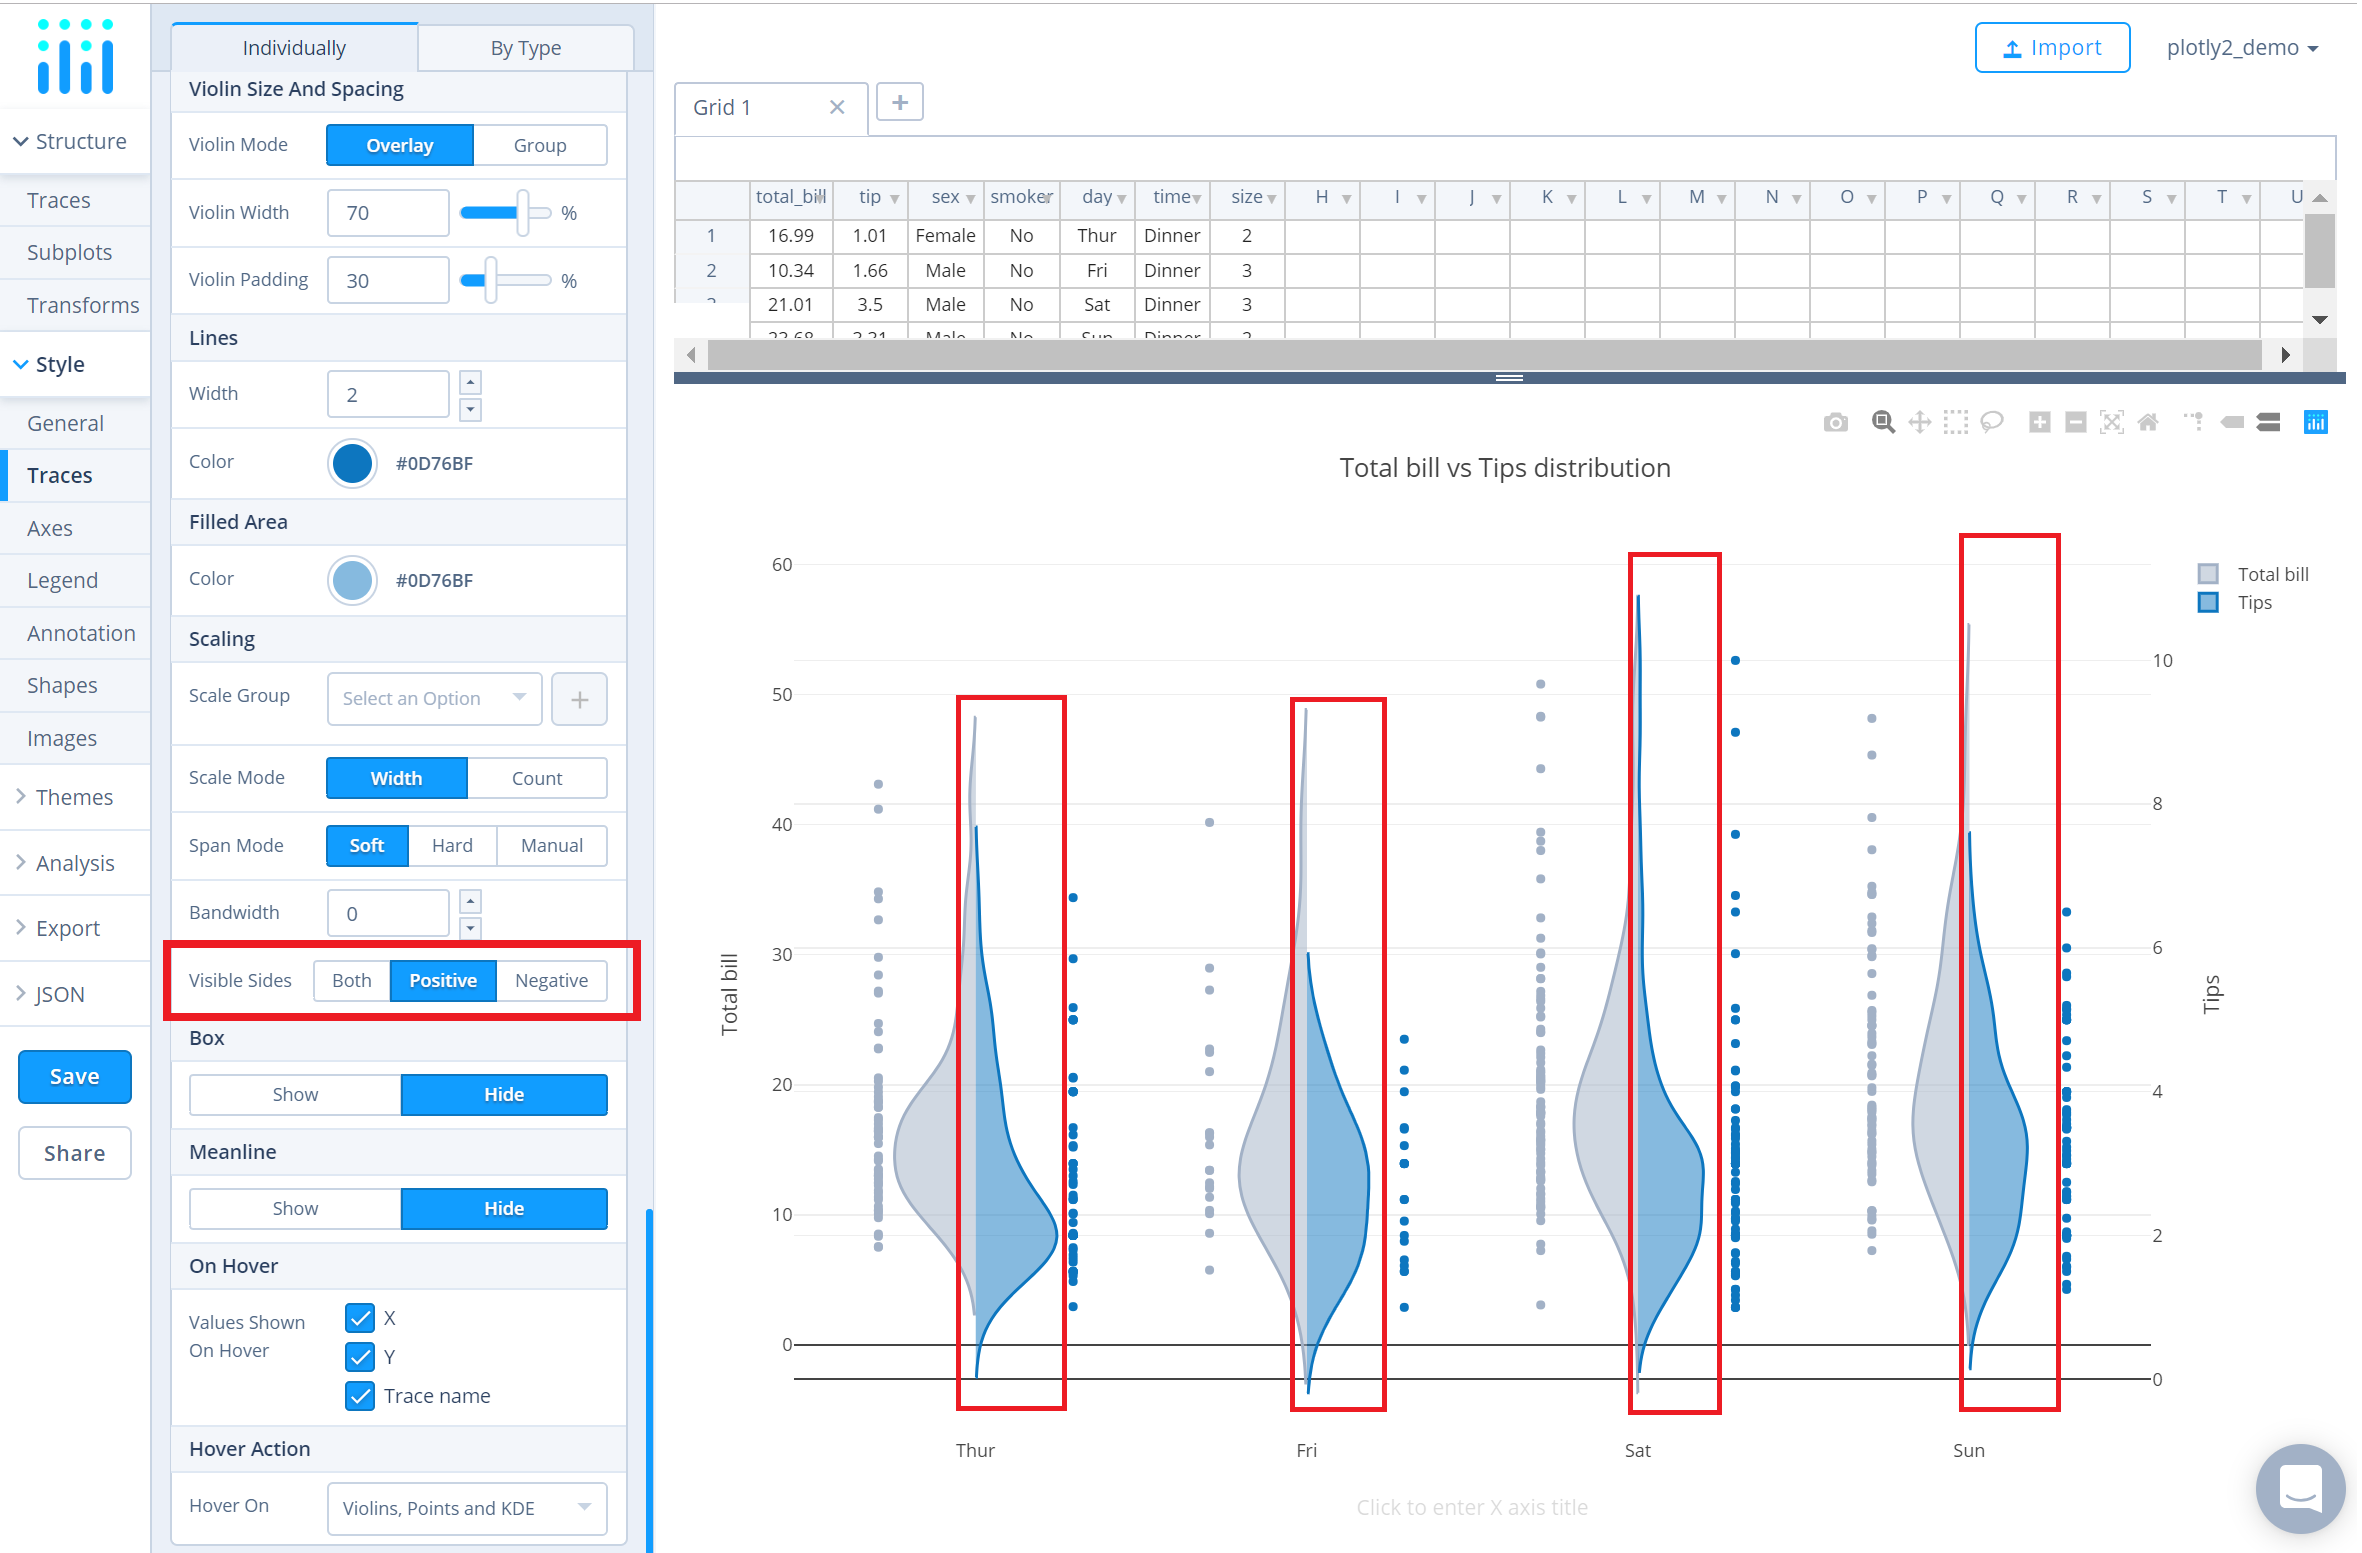 Individually
By Type
Import
plotly2_demo
Violin Size And Spacing
Grid 1
Structure
Violin Mode
Overlay
Group
Traces
Violin Width
70
%
Subplots
Violin Padding
30
%
Transforms
total_bill tip sex smoker day time size H I J K L M N O P Q R S T U
1 16.99 1.01 Female No Thur Dinner 2
2 10.34 1.66 Male No Fri Dinner 3
21.01 3.5 Male No Sat Dinner 3
Lines
Style
Width
2
General
Color
#0D76BF
Traces
Filled Area
Axes
Color
#0D76BF
Legend
Annotation
Scaling
Shapes
Scale Group
Select an Option
Images
Scale Mode
Width
Count
Themes
Span Mode
Soft
Hard
Manual
Analysis
Bandwidth
0
Export
Visible Sides
Both
Positive
Negative
JSON
Box
Show
Hide
Save
Meanline
Share
Show
Hide
On Hover
Values Shown
On Hover
X
Y
Trace name
Hover Action
Hover On
Violins, Points and KDE
Total bill vs Tips distribution
Total bill
Tips
60
50
40
30
20
10
0
Total bill
10
8
6
4
2
0
Tips
Thur
Fri
Sat
Sun
Click to enter X axis title